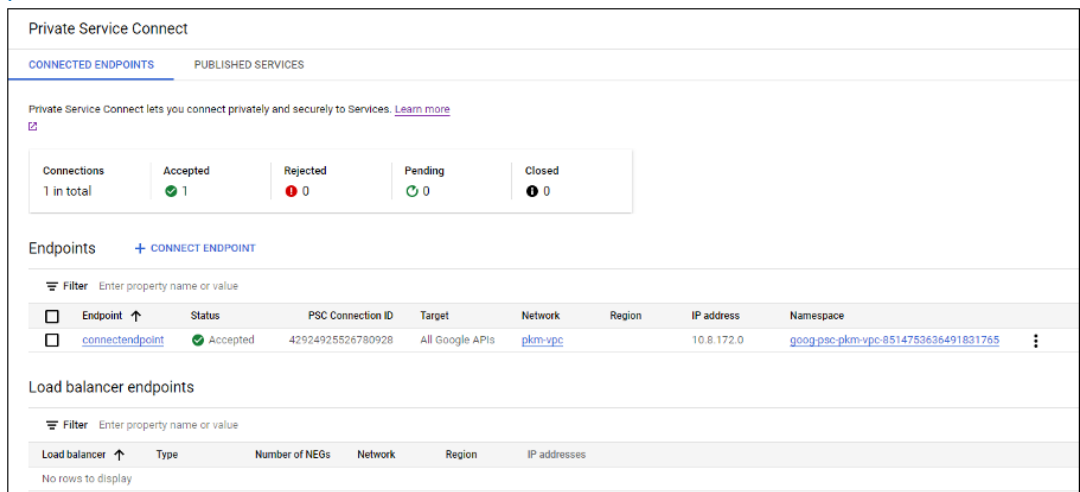 Private Service Connect
CONNECTED ENDPOINTS PUBLISHED SERVICES
Private Service Connect lets you connect privately and securely to Services. Learn more
Connections Accepted Rejected Pending Closed
1 in total 1 0 0 0
Endpoints + CONNECT ENDPOINT
Filter Enter property name or value
Endpoint ↑ Status PSC Connection ID Target Network Region IP address Namespace
connectendpoint Accepted 42924925526780928 All Google APIs pkm-vpc 10.8.172.0 goog-psc-pkm-vpc-8514753636491831765
Load balancer endpoints
Filter Enter property name or value
Load balancer ↑ Type Number of NEGs Network Region IP addresses
No rows to display